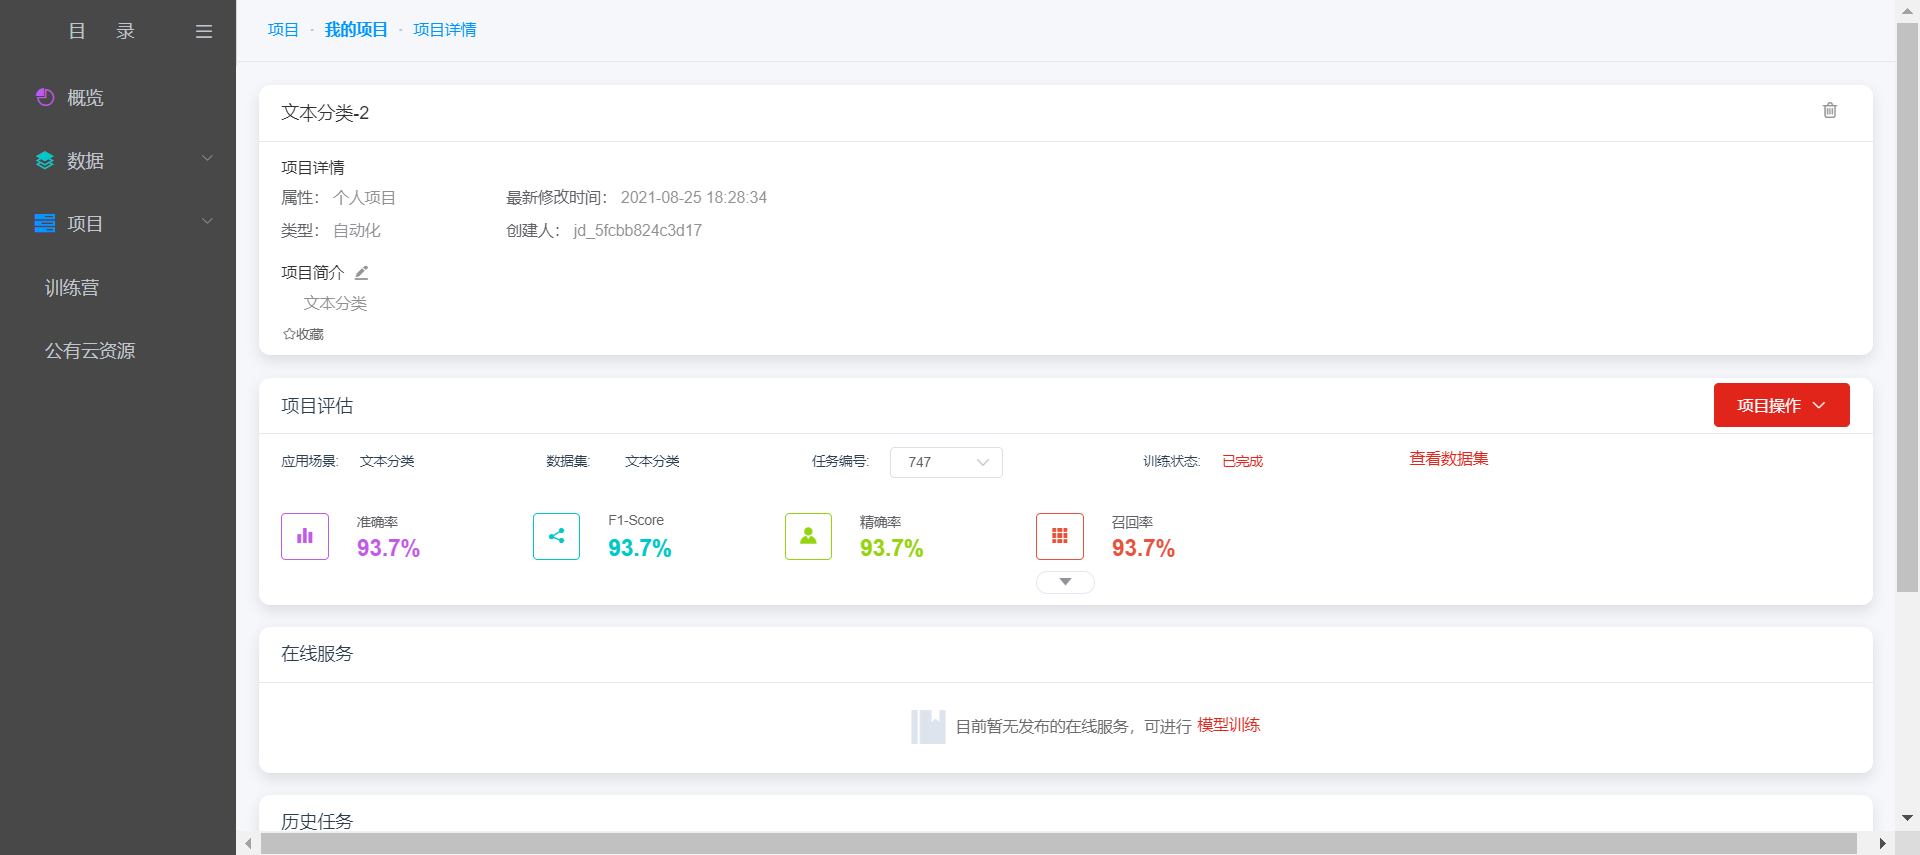 目 录
概览
数据
项目
训练营
公有云资源
项目 - 我的项目 - 项目详情
文本分类-2
项目详情
属性： 个人项目 最新修改时间： 2021-08-25 18:28:34
类型： 自动化 创建人： jd_5fcbb824c3d17
项目简介
文本分类
收藏
项目评估 项目操作
应用场景: 文本分类 数据集: 文本分类 任务编号: 747 训练状态: 已完成 查看数据集
准确率 F1-Score 精确率 召回率
93.7% 93.7% 93.7% 93.7%
在线服务
目前暂无发布的在线服务，可进行 模型训练
历史任务